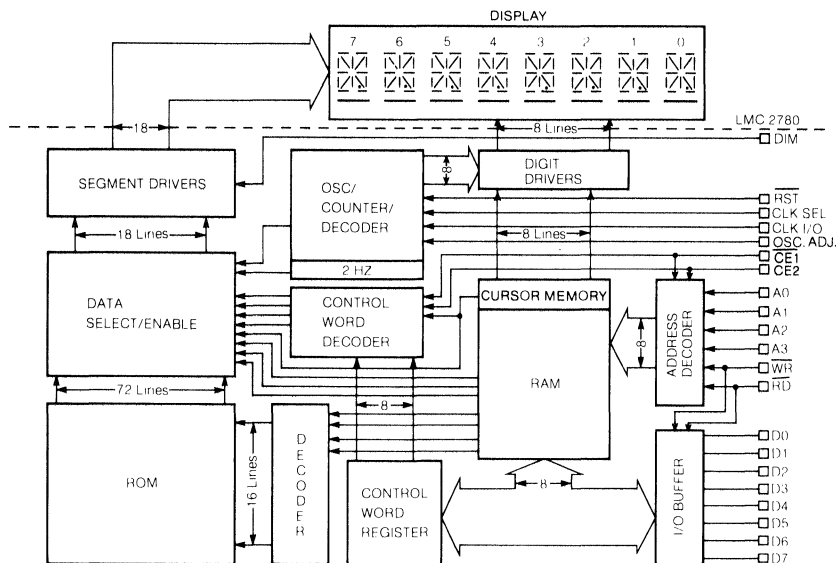 DISPLAY
7 6 5 4 3 2 1 0
18
8 Lines
LMC 2780
DIM
SEGMENT DRIVERS
OSC/
COUNTER/
DECODER
2 HZ
8
DIGIT
DRIVERS
RST
CLK SEL
CLK I/O
OSC. ADJ.
CE1
CE2
18 Lines
8 Lines
DATA
SELECT/ENABLE
CONTROL
WORD
DECODER
CURSOR MEMORY
RAM
8
ADDRESS
DECODER
A0
A1
A2
A3
WR
RD
72 Lines
8
ROM
16 Lines
DECODER
CONTROL
WORD
REGISTER
8
I/O BUFFER
D0
D1
D2
D3
D4
D5
D6
D7